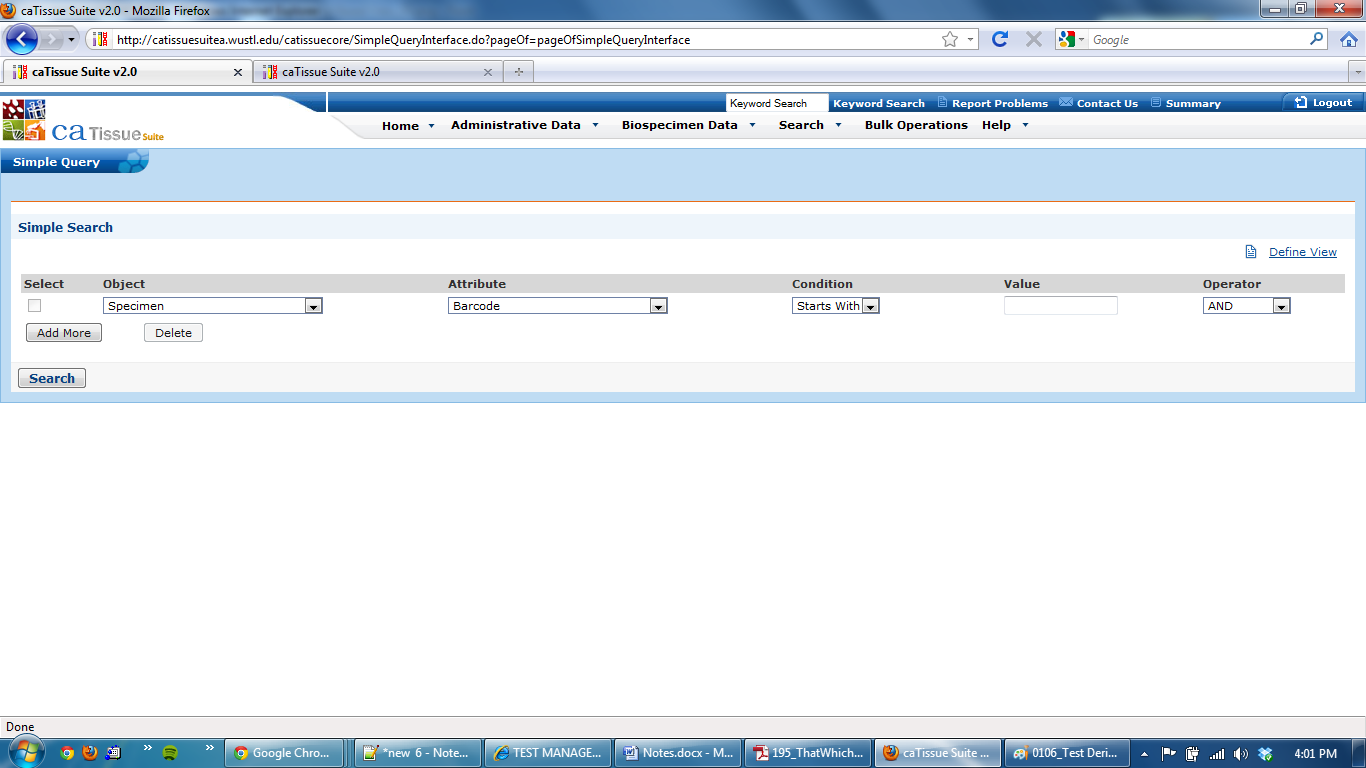 caTissue Suite v2.0 - Mozilla Firefox
http://catissuesuitea.wustl.edu/catissuecore/SimpleQueryInterface.do?pageOf=pageOfSimpleQueryInterface
Google
caTissue Suite v2.0
caTissue Suite v2.0
Keyword Search Keyword Search Report Problems Contact Us Summary Logout
ca Tissue Suite
Home Administrative Data Biospecimen Data Search Bulk Operations Help
Simple Query
Simple Search
Define View
Select Object Attribute Condition Value Operator
Specimen Barcode Starts With AND
Add More Delete
Search
Done
Google Chro... *new 6 - Note... TEST MANAGE... Notes.docx - M... 195_ThatWhich... caTissue Suite ... 0106_Test Deri... 4:01 PM